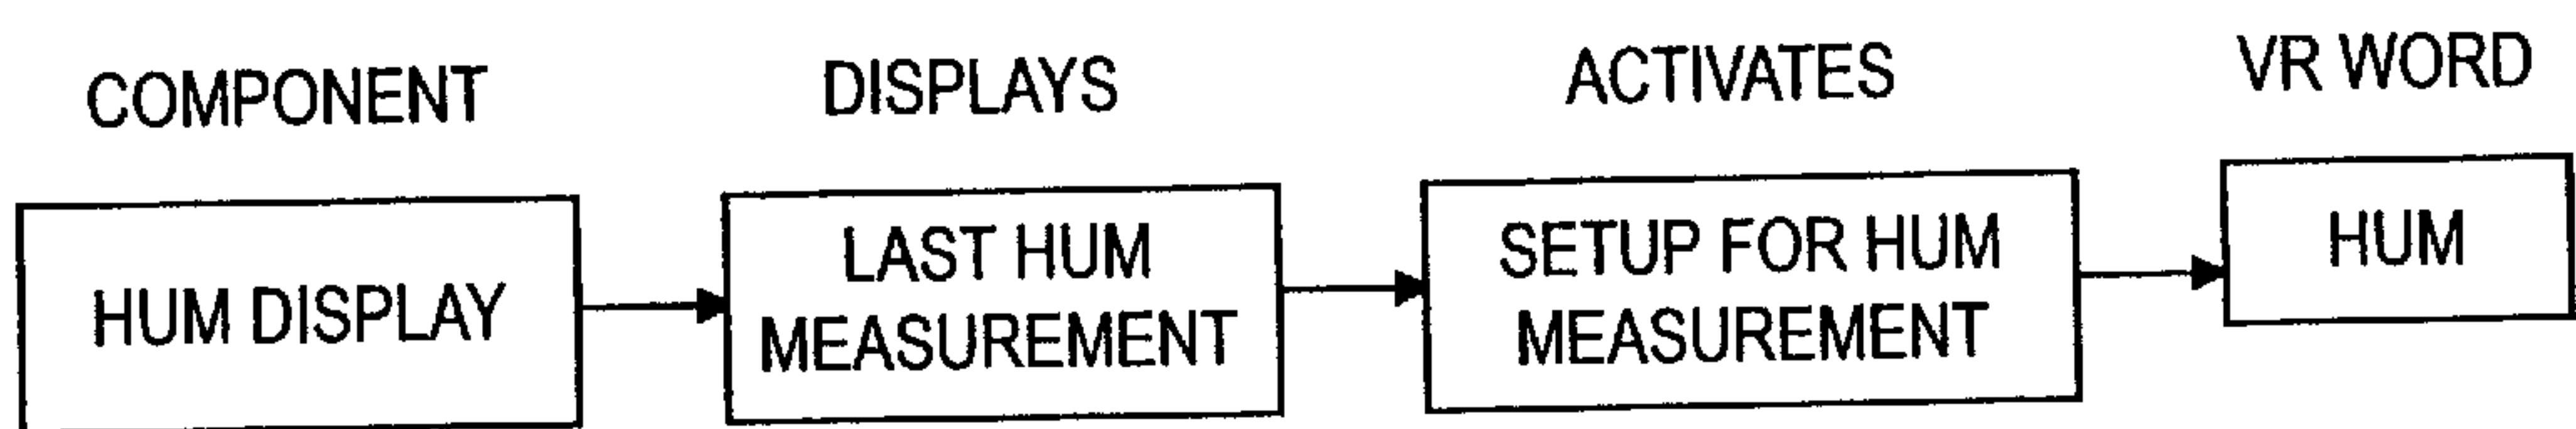 COMPONENT
DISPLAYS
ACTIVATES
VR WORD
HUM DISPLAY
LAST HUM
MEASUREMENT
SETUP FOR HUM
MEASUREMENT
HUM